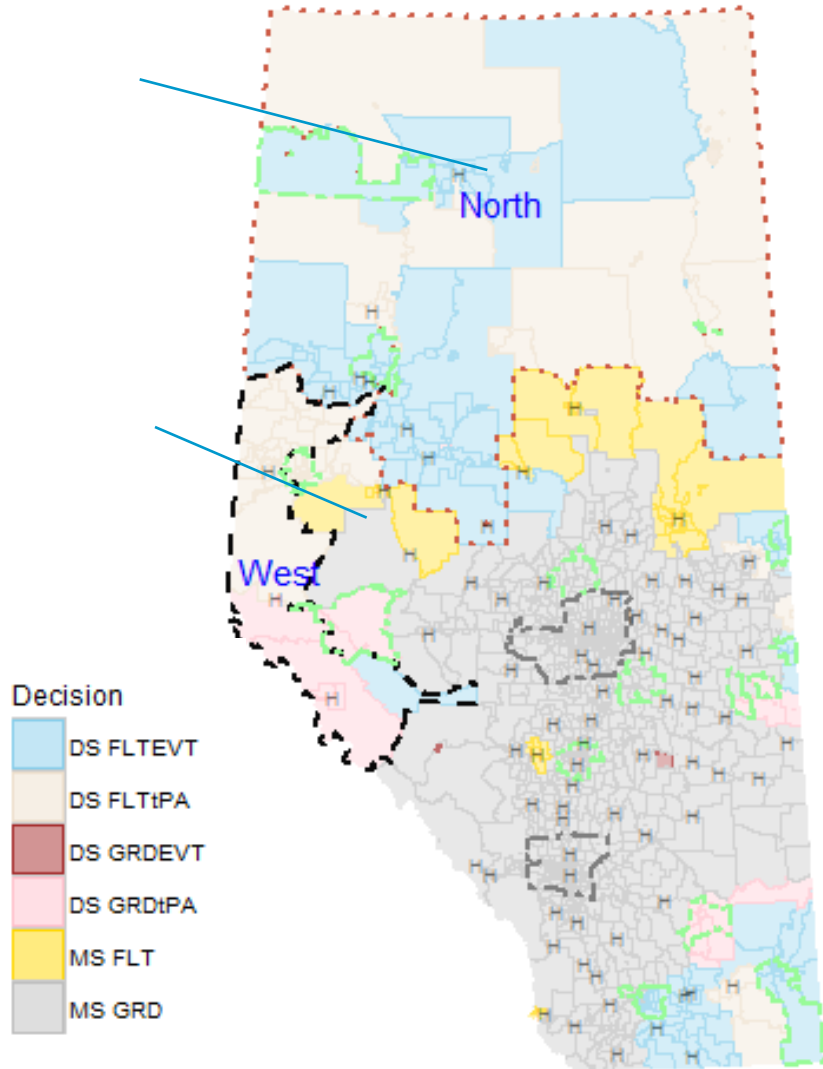 North
West
Decision
DS FLTEVT
DS FLTtPA
DS GRDEVT
DS GRDtPA
MS FLT
MS GRD